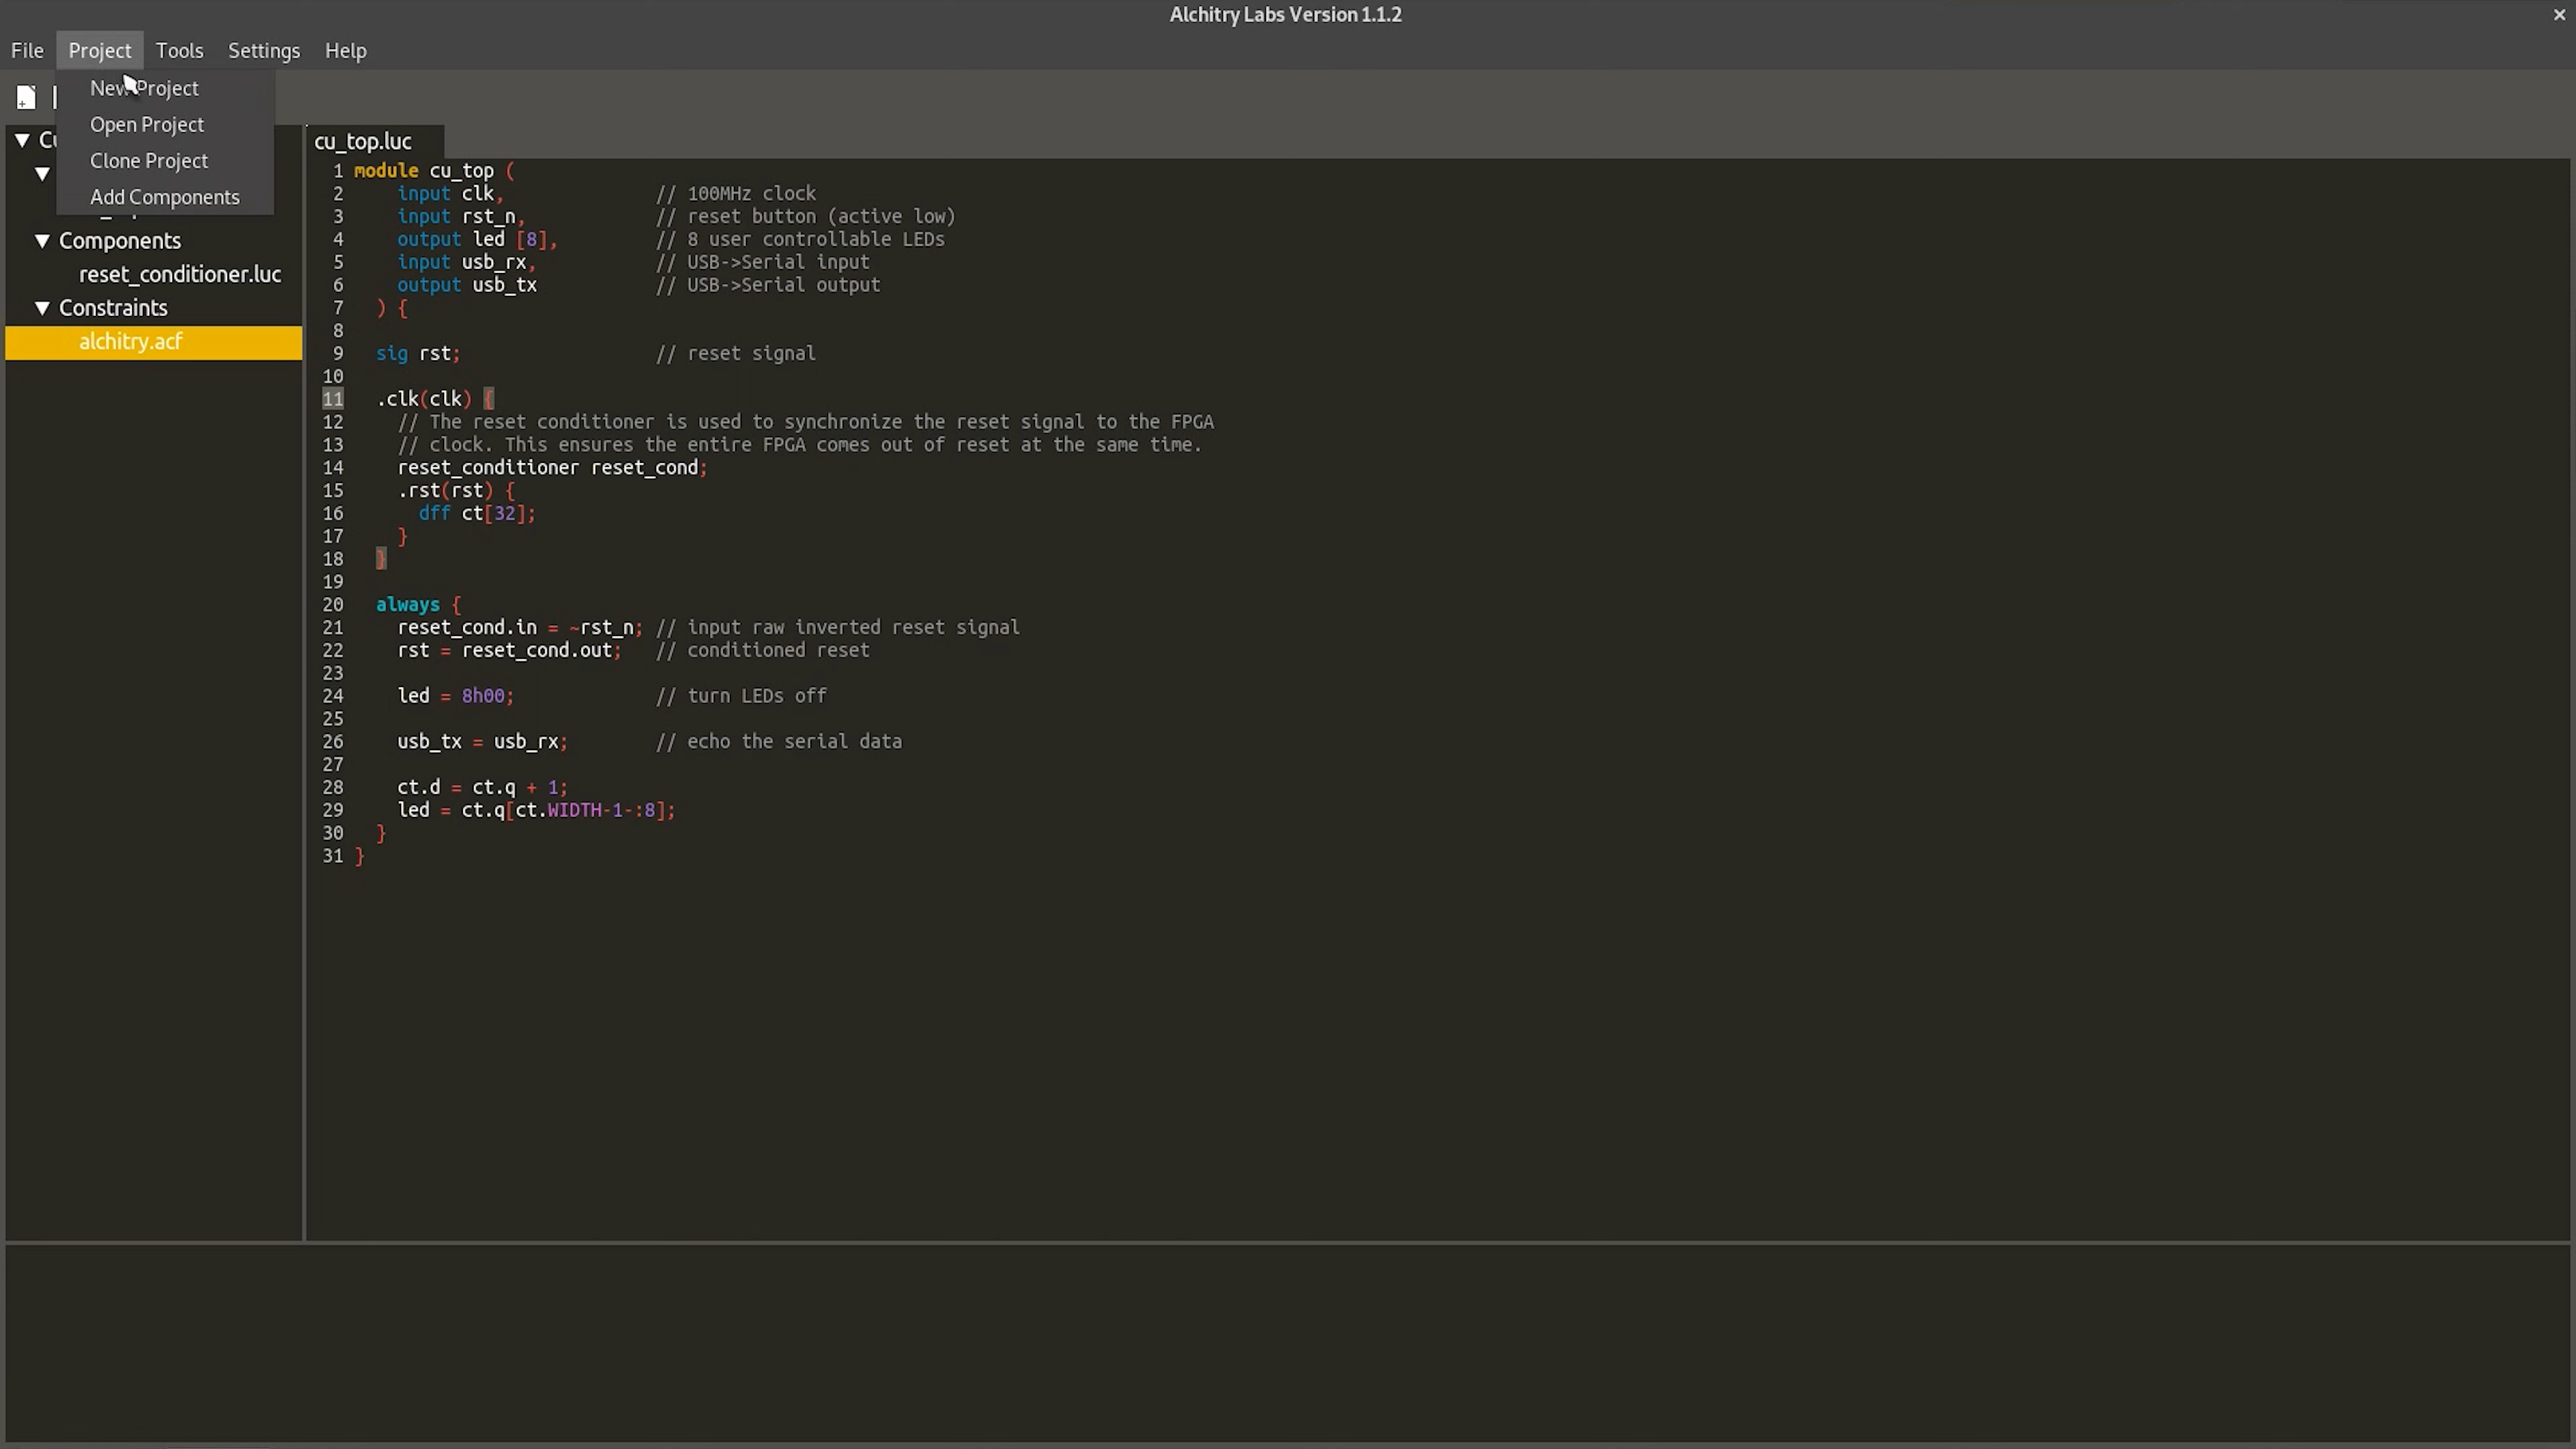 Alchitry Labs Version 1.1.2
File Project Tools Settings Help
New Project
Open Project
Clone Project
Add Components
Components
reset_conditioner.luc
Constraints
alchitry.acf
cu_top.luc
1 module cu_top (
2     input clk,              // 100MHz clock
3     input rst_n,            // reset button (active low)
4     output led [8],         // 8 user controllable LEDs
5     input usb_rx,           // USB->Serial input
6     output usb_tx           // USB->Serial output
7   ) {
8
9   sig rst;                  // reset signal
10
11   .clk(clk) {
12     // The reset conditioner is used to synchronize the reset signal to the FPGA
13     // clock. This ensures the entire FPGA comes out of reset at the same time.
14     reset_conditioner reset_cond;
15     .rst(rst) {
16       dff ct[32];
17     }
18   }
19
20   always {
21     reset_cond.in = ~rst_n; // input raw inverted reset signal
22     rst = reset_cond.out;   // conditioned reset
23
24     led = 8h00;             // turn LEDs off
25
26     usb_tx = usb_rx;        // echo the serial data
27
28     ct.d = ct.q + 1;
29     led = ct.q[ct.WIDTH-1-:8];
30   }
31 }